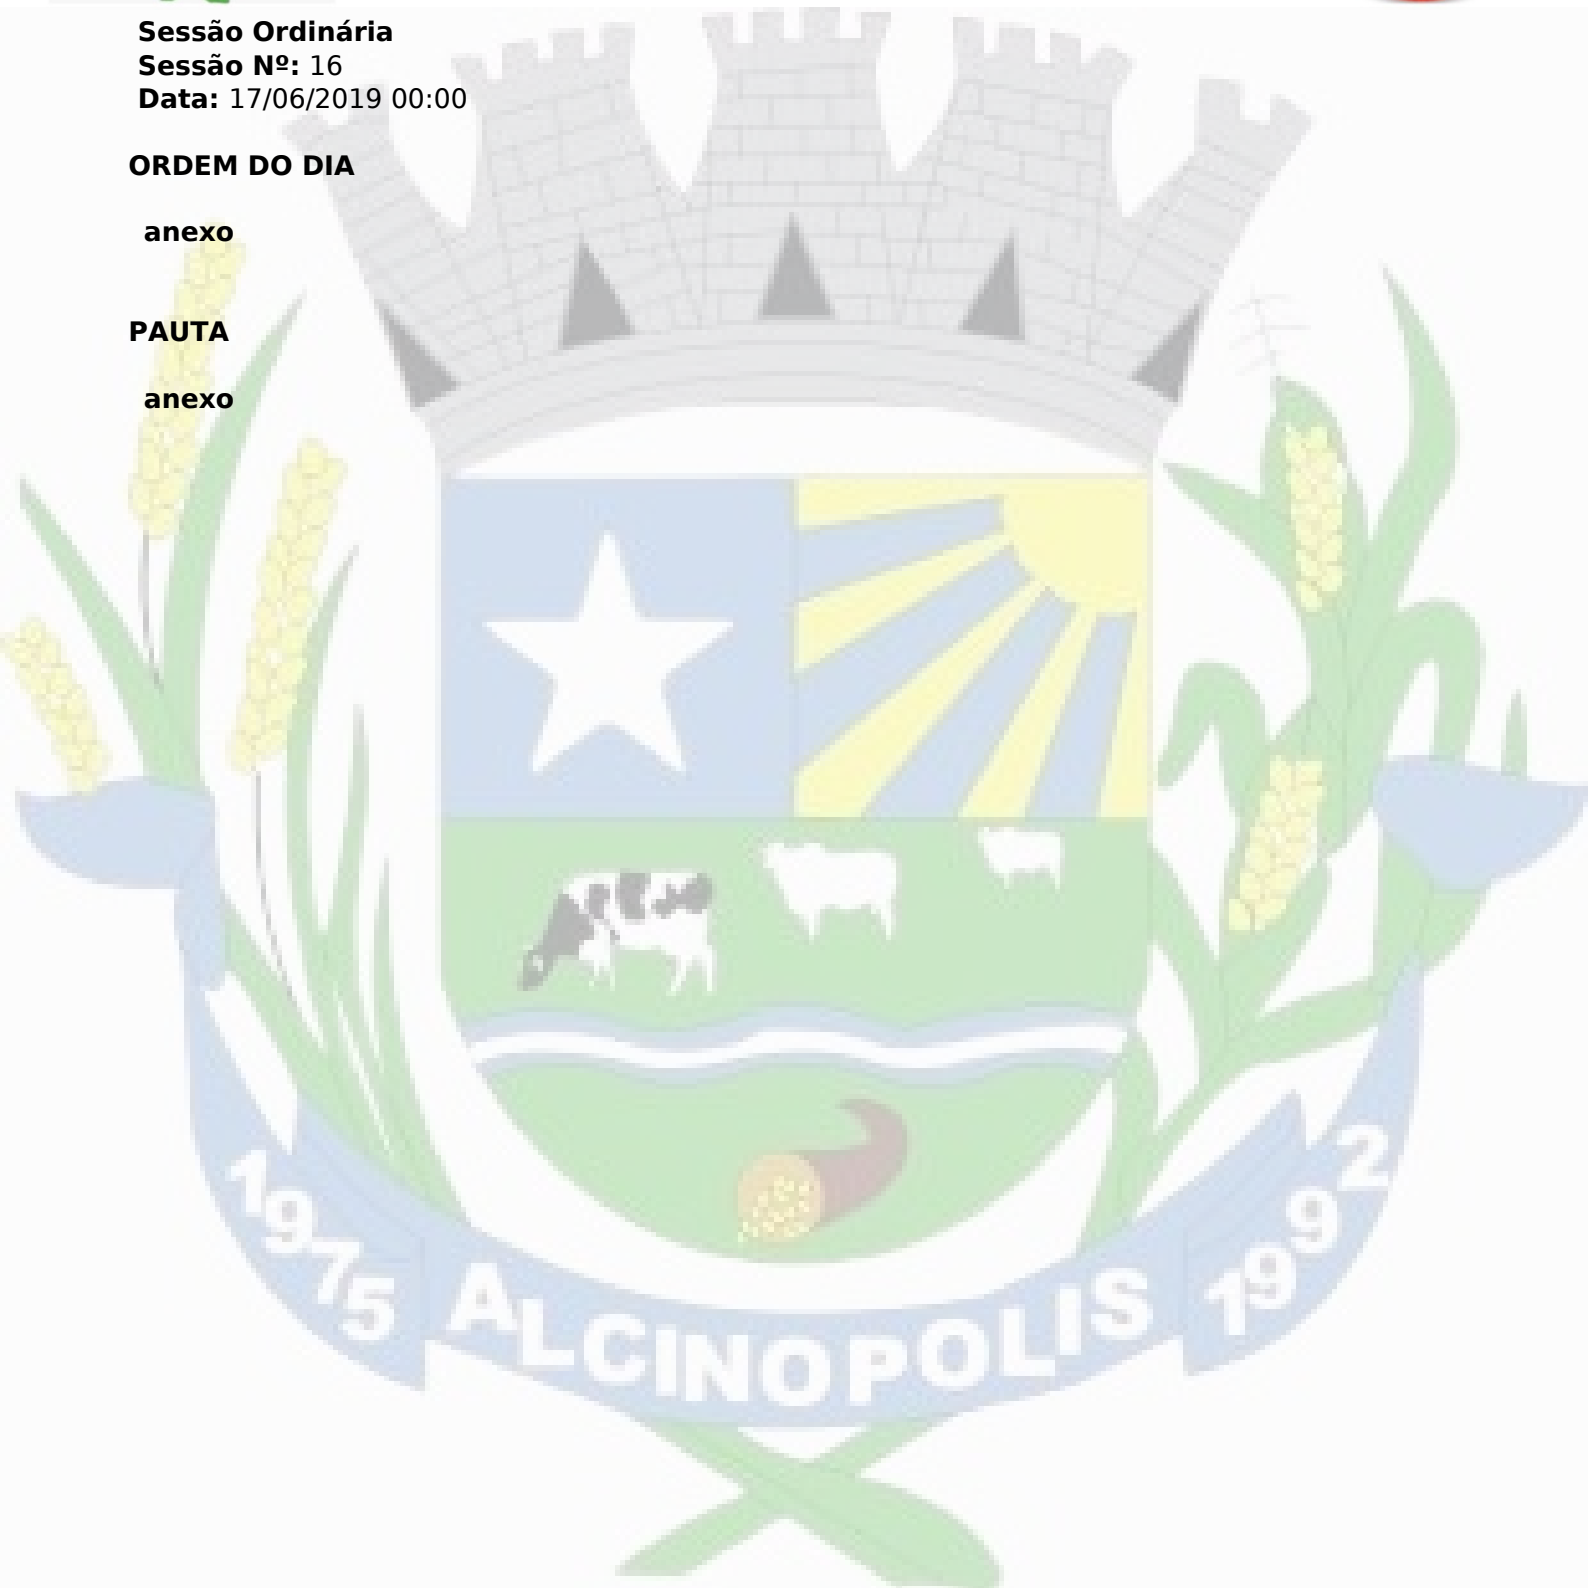 Sessão Ordinária
Sessão Nº: 16
Data: 17/06/2019 00:00
ORDEM DO DIA
anexo
PAUTA
anexo
1975 ALCINOPOLIS 1992